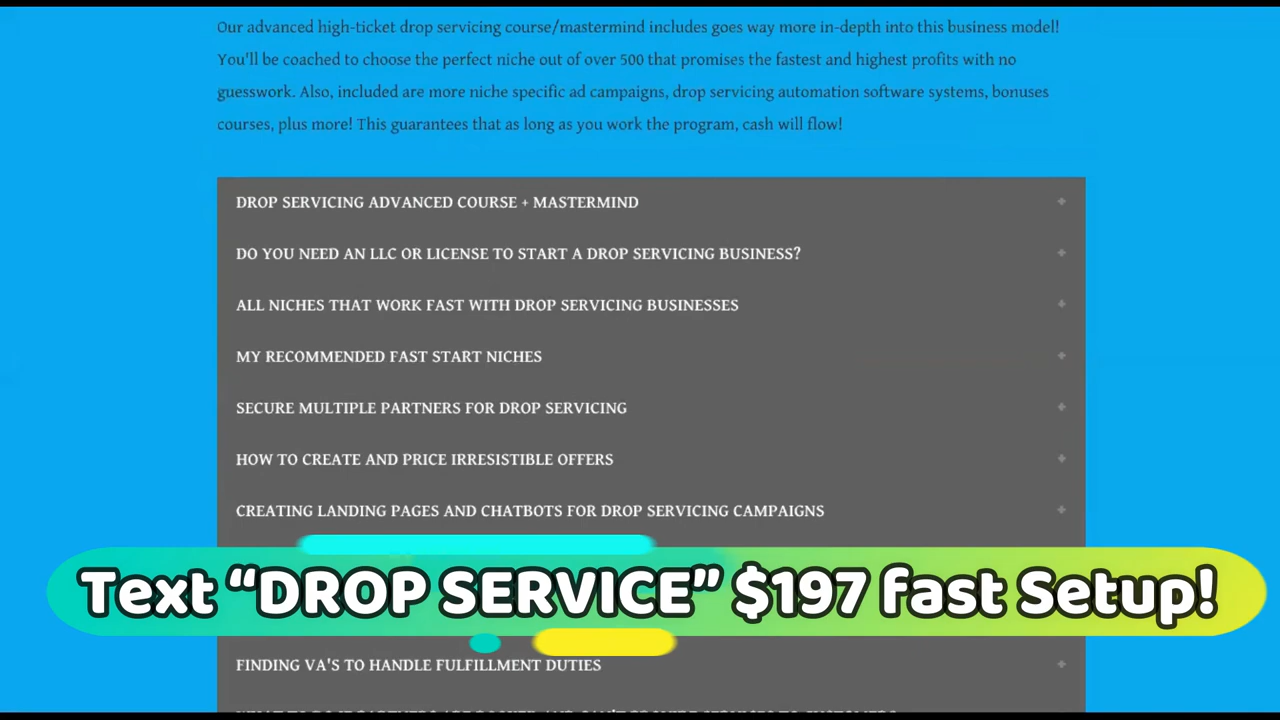 Our advanced high-ticket drop servicing course/mastermind includes goes way more in-depth into this business model!
You'll be coached to choose the perfect niche out of over 500 that promises the fastest and highest profits with no
guesswork. Also, included are more niche specific ad campaigns, drop servicing automation software systems, bonuses
courses, plus more! This guarantees that as long as you work the program, cash will flow!
DROP SERVICING ADVANCED COURSE + MASTERMIND +
DO YOU NEED AN LLC OR LICENSE TO START A DROP SERVICING BUSINESS? +
ALL NICHES THAT WORK FAST WITH DROP SERVICING BUSINESSES +
MY RECOMMENDED FAST START NICHES +
SECURE MULTIPLE PARTNERS FOR DROP SERVICING +
HOW TO CREATE AND PRICE IRRESISTIBLE OFFERS +
CREATING LANDING PAGES AND CHATBOTS FOR DROP SERVICING CAMPAIGNS +
Text “DROP SERVICE” $197 fast Setup!
FINDING VA'S TO HANDLE FULFILLMENT DUTIES +